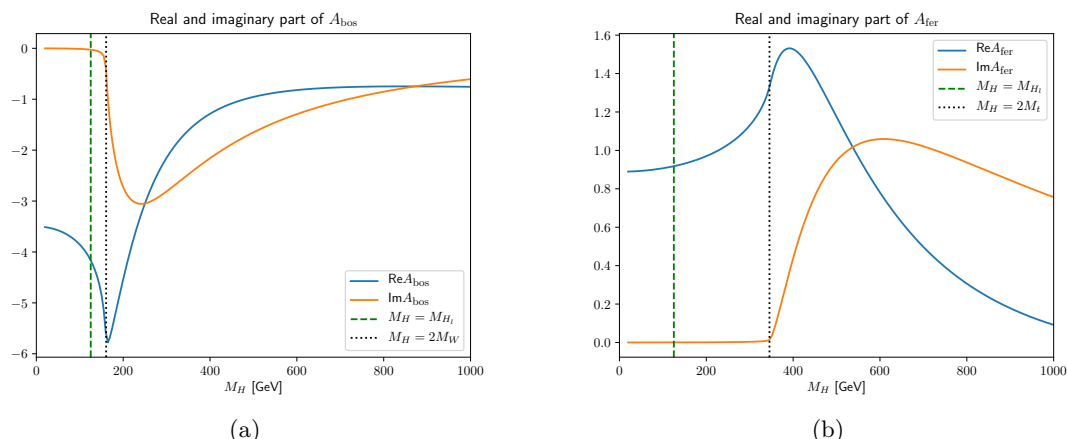 Real and imaginary part of A_bos
0
−1
−2
−3
−4
−5
−6
0
200
400
600
800
1000
M_H [GeV]
ReA_bos
ImA_bos
M_H = M_{H_l}
M_H = 2M_W
(a)
Real and imaginary part of A_fer
1.6
1.4
1.2
1.0
0.8
0.6
0.4
0.2
0.0
0
200
400
600
800
1000
M_H [GeV]
ReA_fer
ImA_fer
M_H = M_{H_l}
M_H = 2M_t
(b)